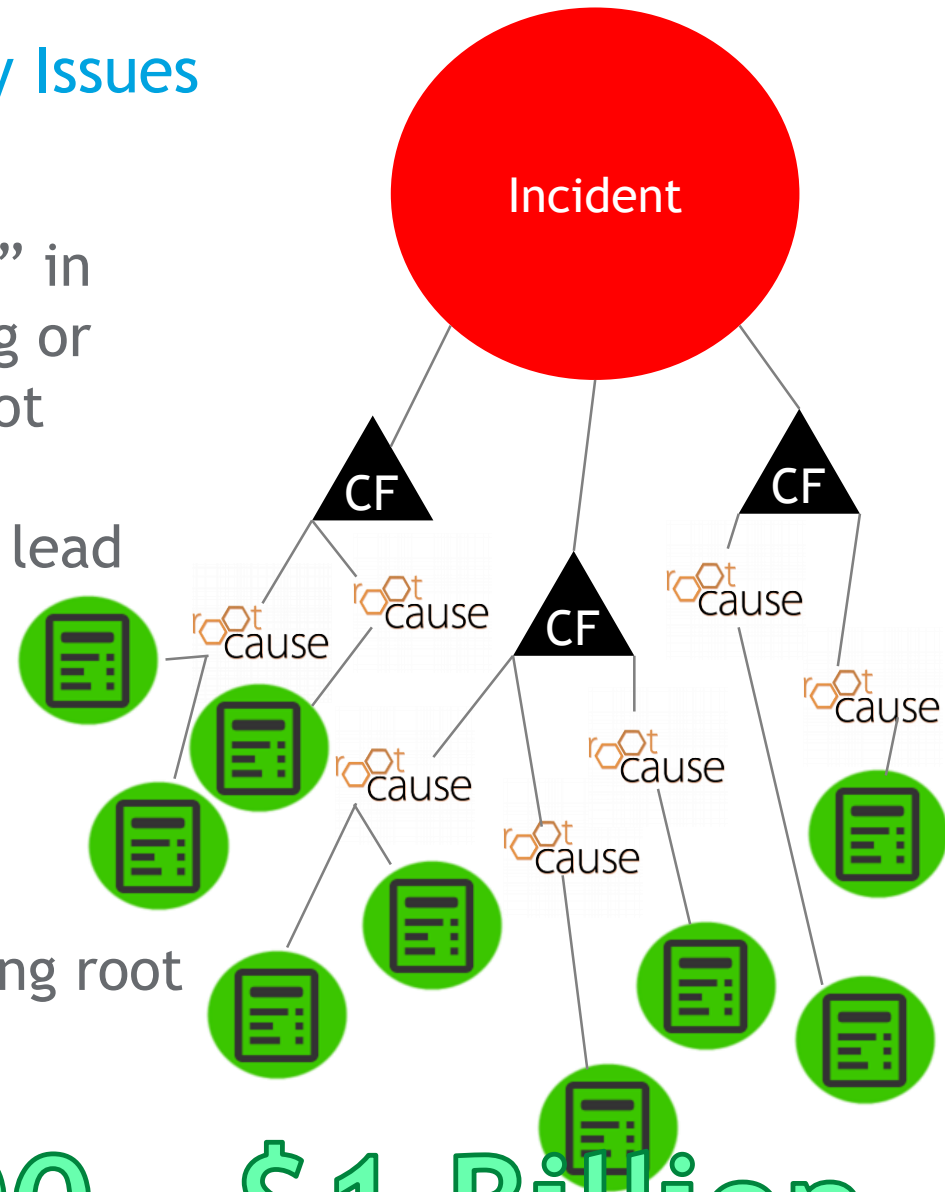 y Issues
Incident
” in
g or
ot
CF
CF
lead
root
cause
root
cause
root
cause
CF
root
cause
root
cause
root
cause
root
cause
ng root
00 $1 Billion